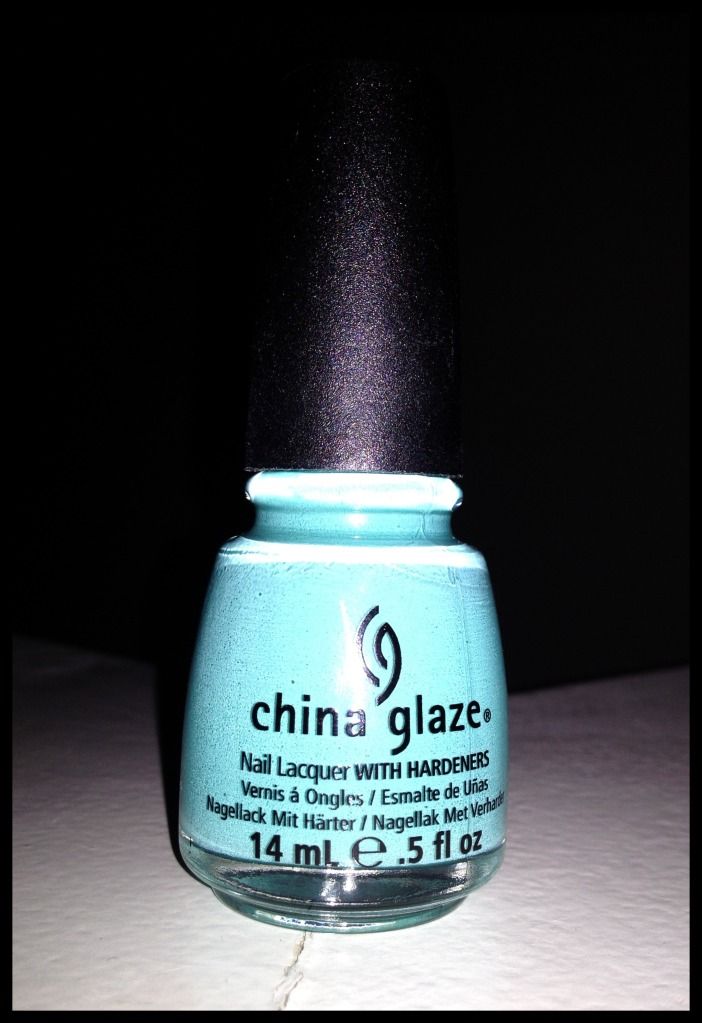 china glaze®
Nail Lacquer WITH HARDENERS
Vernis á Ongles / Esmalte de Uñas
Nagellack Mit Härter / Nagellak Met Verharde
14 mL ℮ .5 fl oz